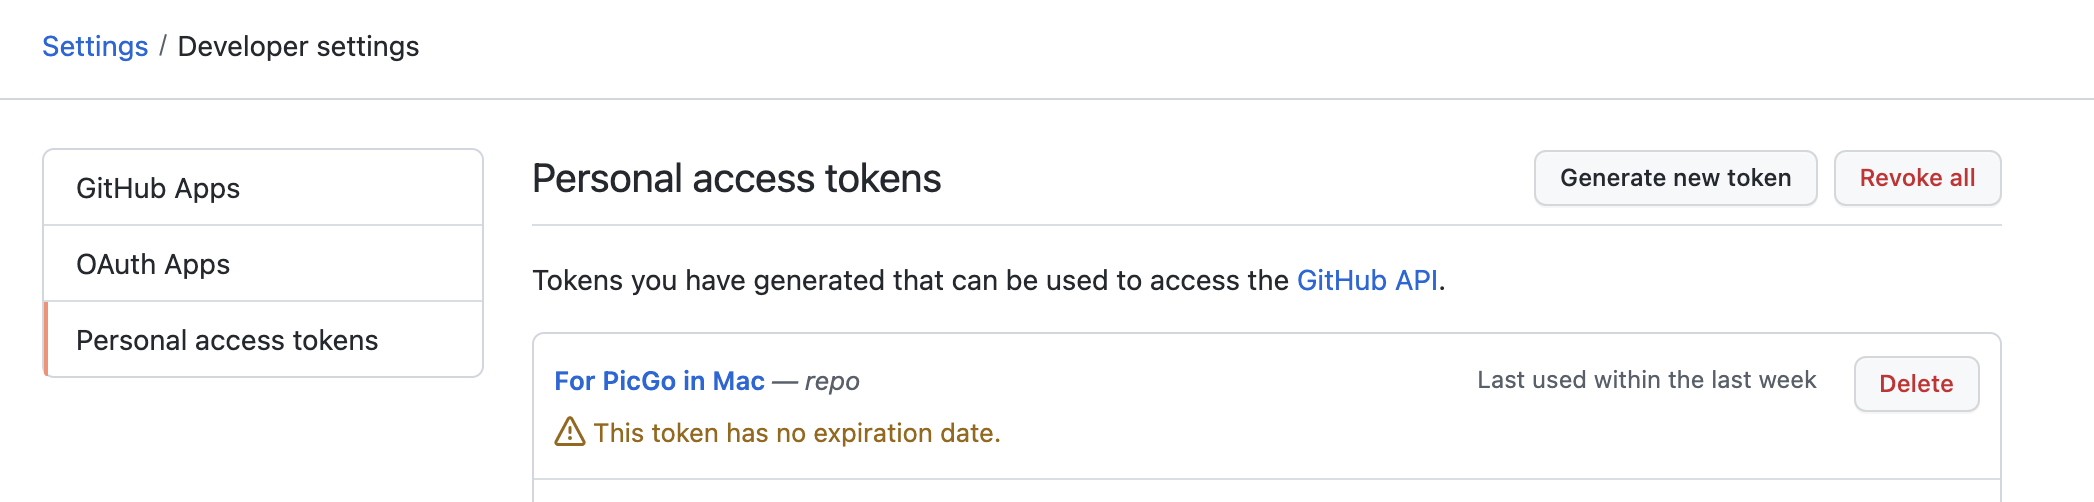 Settings / Developer settings
GitHub Apps
OAuth Apps
Personal access tokens
Personal access tokens
Generate new token
Revoke all
Tokens you have generated that can be used to access the GitHub API.
For PicGo in Mac — repo
Last used within the last week
Delete
This token has no expiration date.